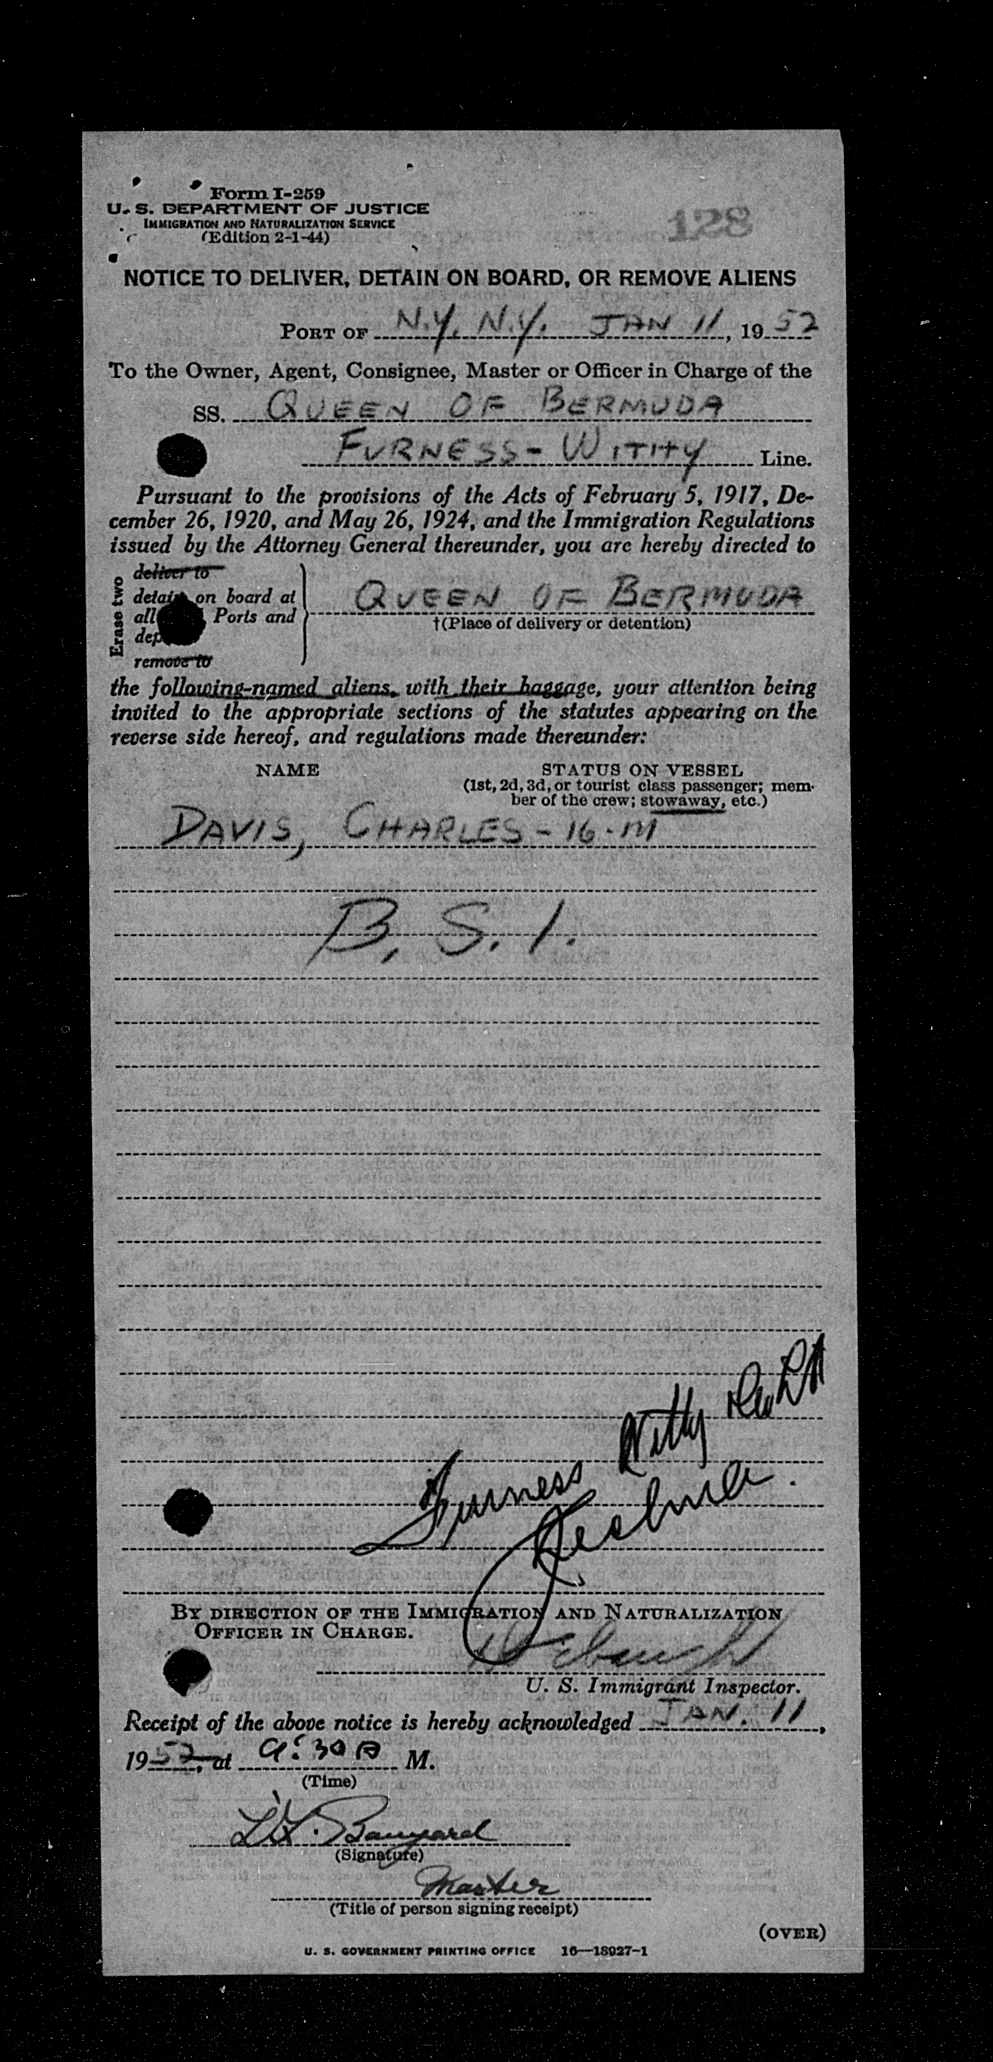 Form I-259
U. S. DEPARTMENT OF JUSTICE
IMMIGRATION AND NATURALIZATION SERVICE
(Edition 2-1-44)
128
NOTICE TO DELIVER, DETAIN ON BOARD, OR REMOVE ALIENS
PORT OF N.Y. N.Y. JAN 11, 1952
To the Owner, Agent, Consignee, Master or Officer in Charge of the
SS. QUEEN OF BERMUDA
FURNESS-WITITY Line.
Pursuant to the provisions of the Acts of February 5, 1917, De-
cember 26, 1920, and May 26, 1924, and the Immigration Regulations
issued by the Attorney General thereunder, you are hereby directed to
Erase two
deliver to
detain on board at
all Ports and
remove to
QUEEN OF BERMUDA
†(Place of delivery or detention)
the following-named aliens, with their baggage, your attention being
invited to the appropriate sections of the statutes appearing on the
reverse side hereof, and regulations made thereunder:
NAME
STATUS ON VESSEL
(1st, 2d, 3d, or tourist class passenger; mem-
ber of the crew; stowaway, etc.)
DAVIS, CHARLES - 16 - M
B. S. I.
Furness Witty
BY DIRECTION OF THE IMMIGRATION AND NATURALIZATION
OFFICER IN CHARGE.
U. S. Immigrant Inspector.
Receipt of the above notice is hereby acknowledged JAN. 11,
1952, at 9:30 A M.
(Time)
Banyard
(Signature)
Master
(Title of person signing receipt)
(OVER)
U. S. GOVERNMENT PRINTING OFFICE 16—18927-1